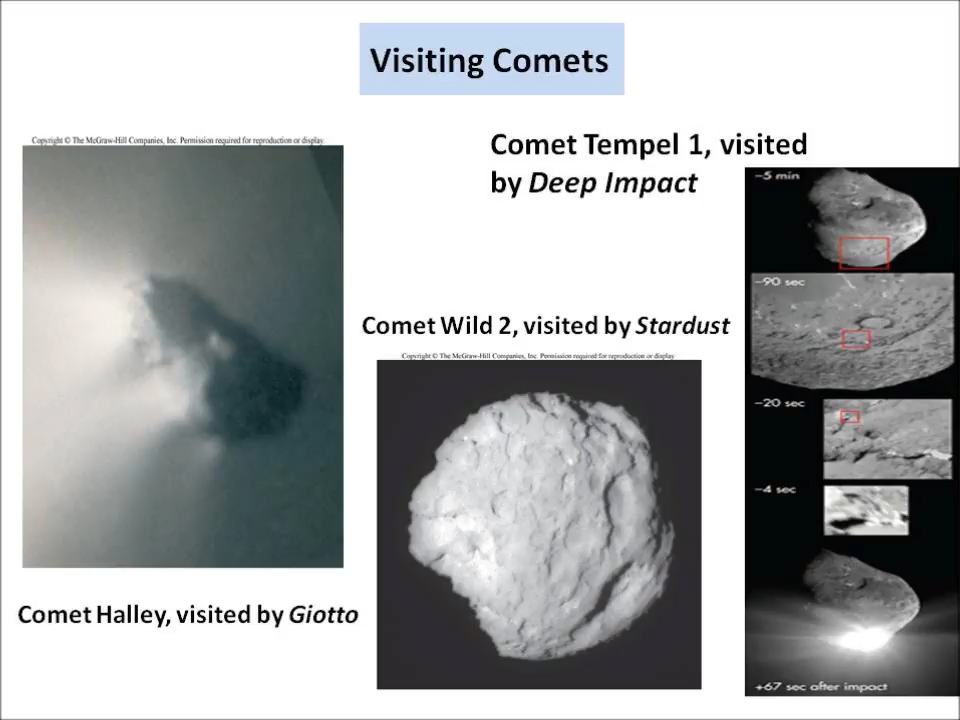 Visiting Comets
Copyright © The McGraw-Hill Companies, Inc. Permission required for reproduction or display.
Comet Tempel 1, visited
by Deep Impact
−5 min
−90 sec
−20 sec
−4 sec
+67 sec after impact
Comet Wild 2, visited by Stardust
Copyright © The McGraw-Hill Companies, Inc. Permission required for reproduction or display
Comet Halley, visited by Giotto